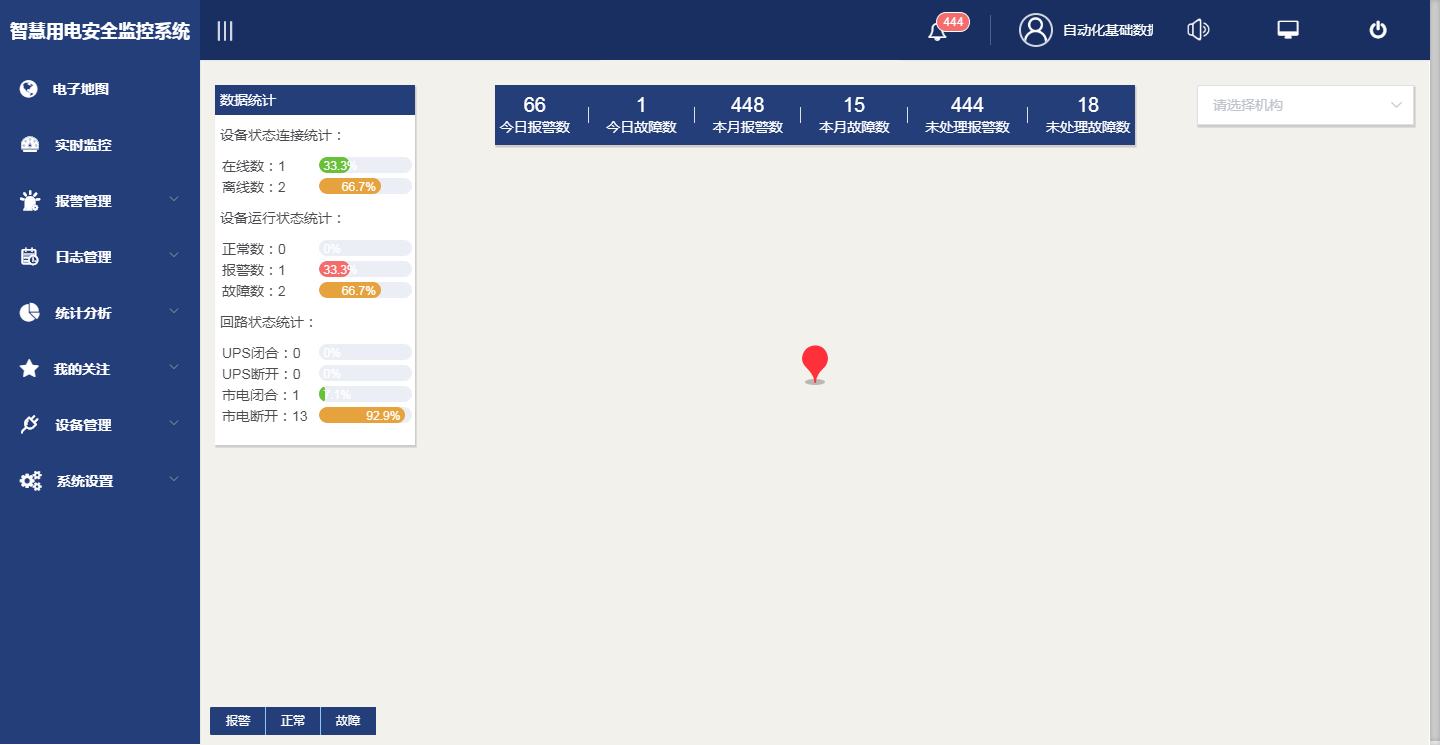 智慧用电安全监控系统
444
自动化基础数
电子地图
实时监控
报警管理
日志管理
统计分析
我的关注
设备管理
系统设置
数据统计
设备状态连接统计：
在线数：1
33.3%
离线数：2
66.7%
设备运行状态统计：
正常数：0
0%
报警数：1
33.3%
故障数：2
66.7%
回路状态统计：
UPS闭合：0
0%
UPS断开：0
0%
市电闭合：1
7.1%
市电断开：13
92.9%
66
今日报警数
1
今日故障数
448
本月报警数
15
本月故障数
444
未处理报警数
18
未处理故障数
请选择机构
报警
正常
故障